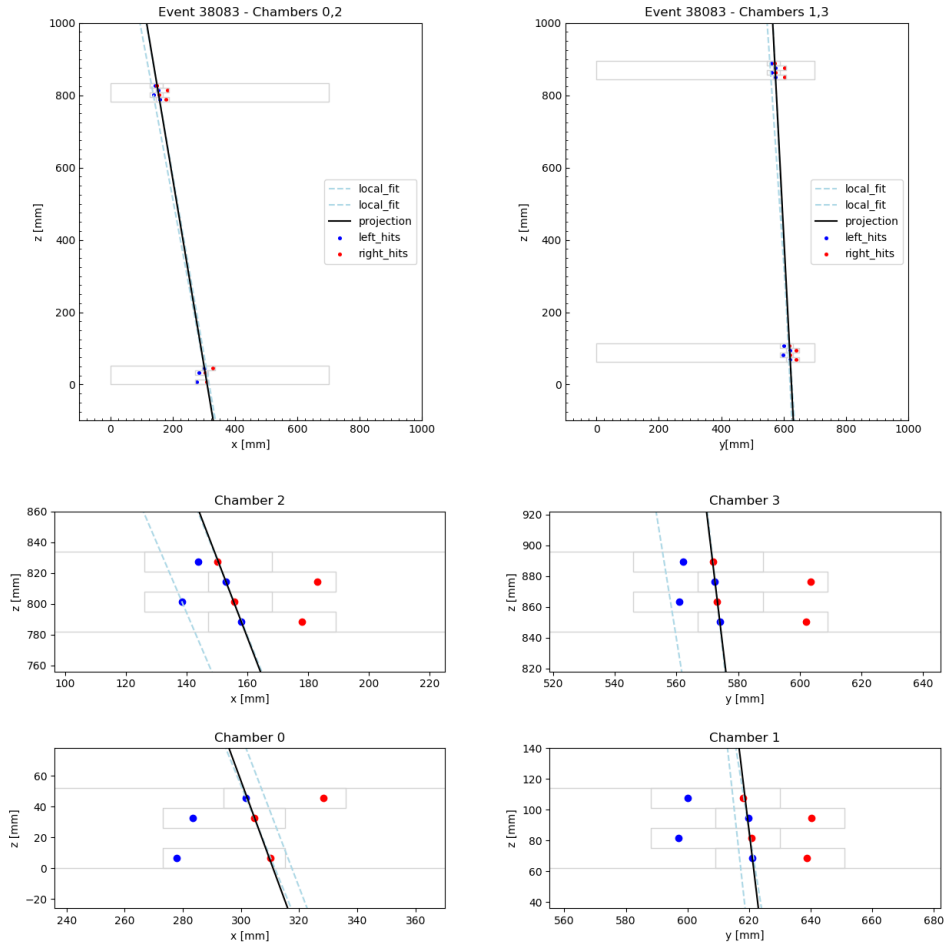 Event 38083 - Chambers 0,2
1000
800
600
400
200
0
z [mm]
0
200
400
600
800
1000
x [mm]
local_fit
local_fit
projection
left_hits
right_hits
Event 38083 - Chambers 1,3
1000
800
600
400
200
0
z [mm]
0
200
400
600
800
1000
y[mm]
local_fit
local_fit
projection
left_hits
right_hits
Chamber 2
860
840
820
800
780
760
z [mm]
100
120
140
160
180
200
220
x [mm]
Chamber 3
920
900
880
860
840
820
z [mm]
520
540
560
580
600
620
640
y [mm]
Chamber 0
60
40
20
0
−20
z [mm]
240
260
280
300
320
340
360
x [mm]
Chamber 1
140
120
100
80
60
40
z [mm]
560
580
600
620
640
660
680
y [mm]